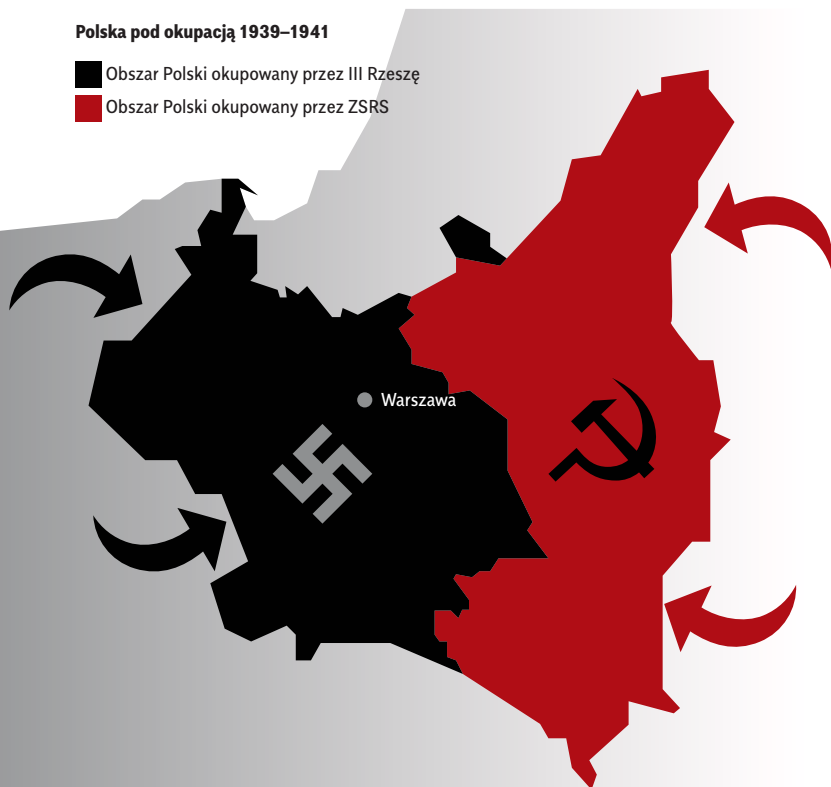 Polska pod okupacją 1939–1941
Obszar Polski okupowany przez III Rzeszę
Obszar Polski okupowany przez ZSRS
Warszawa